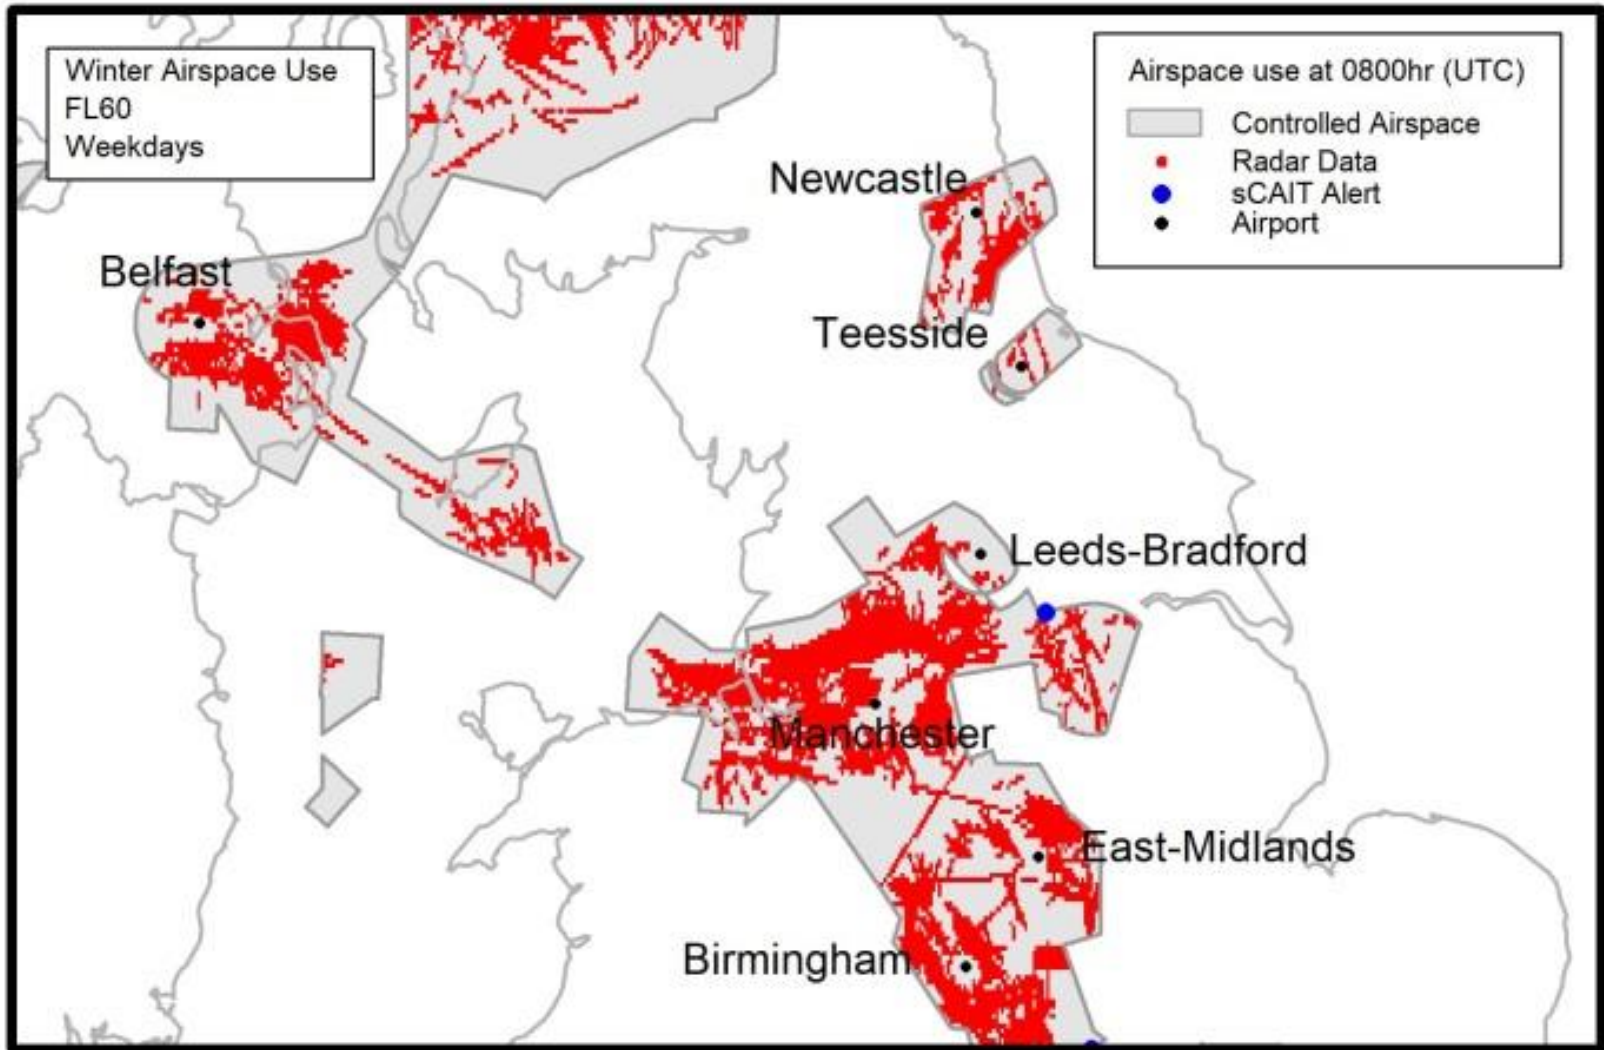 Winter Airspace Use
FL60
Weekdays
Airspace use at 0800hr (UTC)
Controlled Airspace
Radar Data
sCAIT Alert
Airport
Newcastle
Belfast
Teesside
Leeds-Bradford
Manchester
East-Midlands
Birmingham